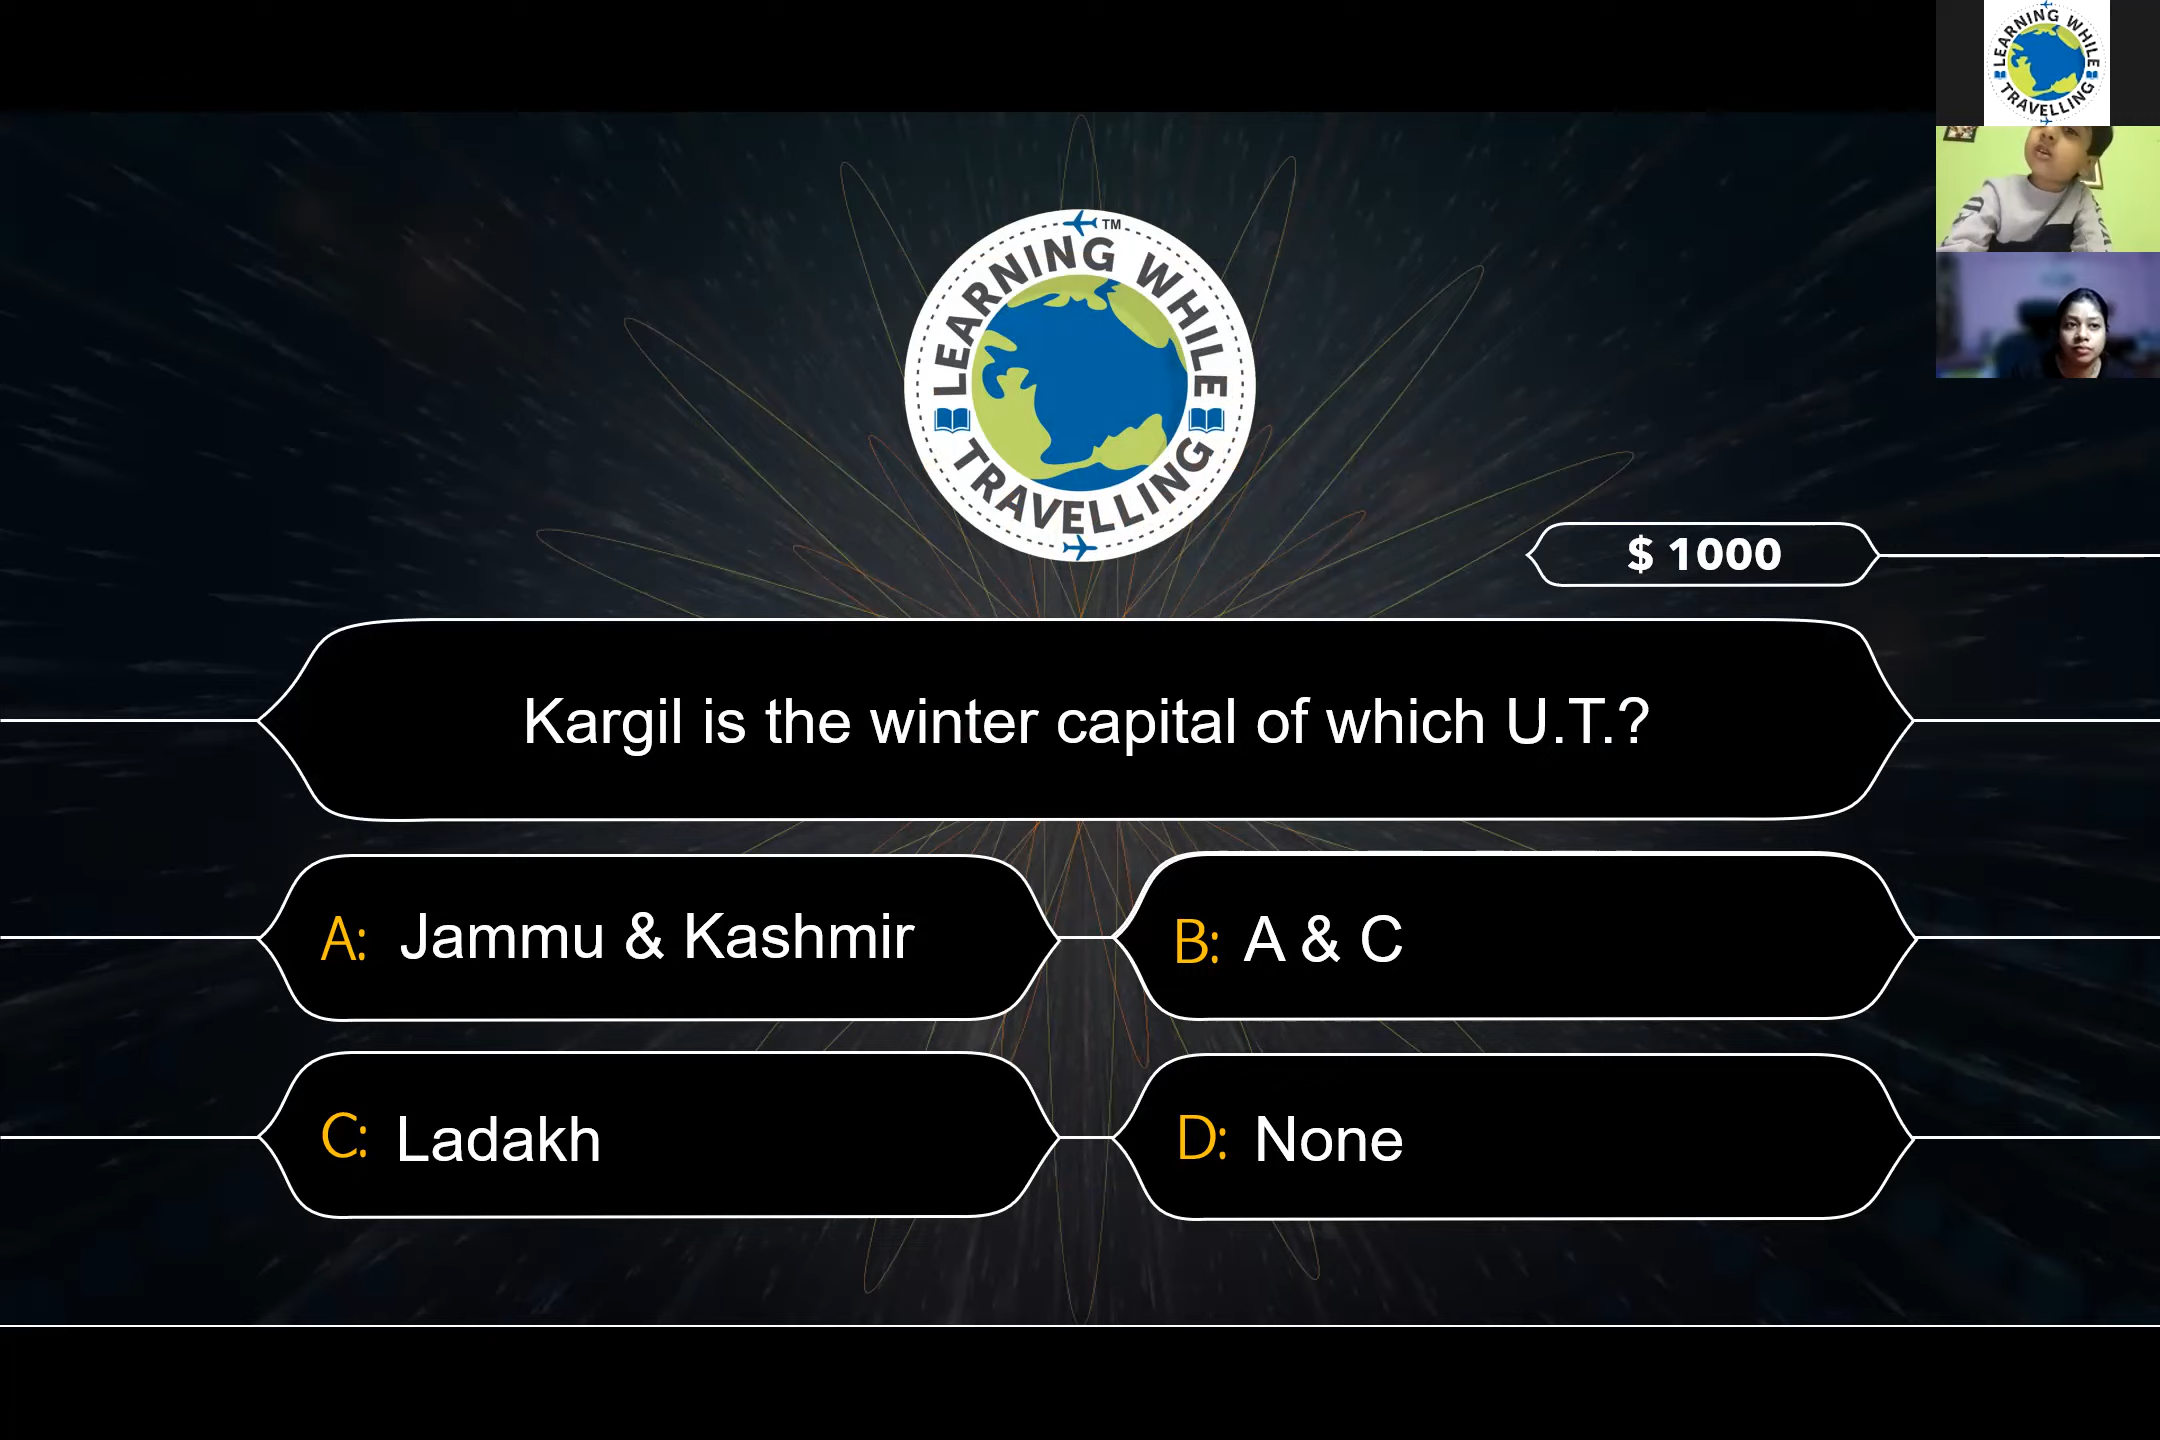 LEARNING WHILE
TRAVELLING
LEARNING WHILE
TRAVELLING
TM
$ 1000
Kargil is the winter capital of which U.T.?
A: Jammu & Kashmir
B: A & C
C: Ladakh
D: None